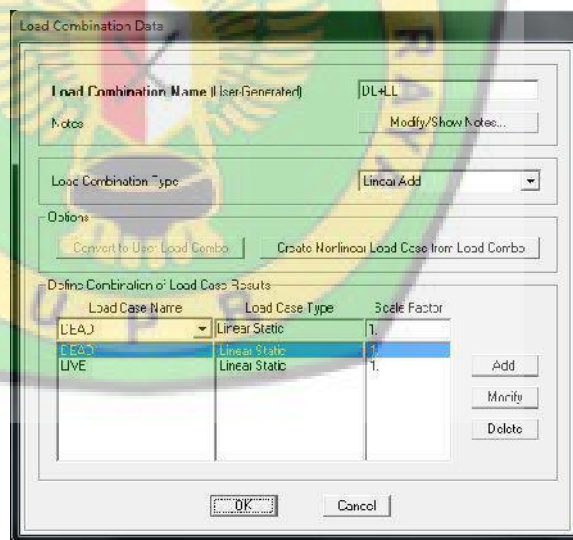 Load Combination Data
Load Combination Name (User-Generated) DL+LL
Notes Modify/Show Notes...
Load Combination Type Linear Add
Options
Convert to User Load Combo Create Nonlinear Load Case from Load Combo
Define Combination of Load Case Results
Load Case Name Load Case Type Scale Factor
DEAD Linear Static 1.
DEAD Linear Static 1.
LIVE Linear Static 1.
Add
Modify
Delete
OK Cancel
RAYA
U P R